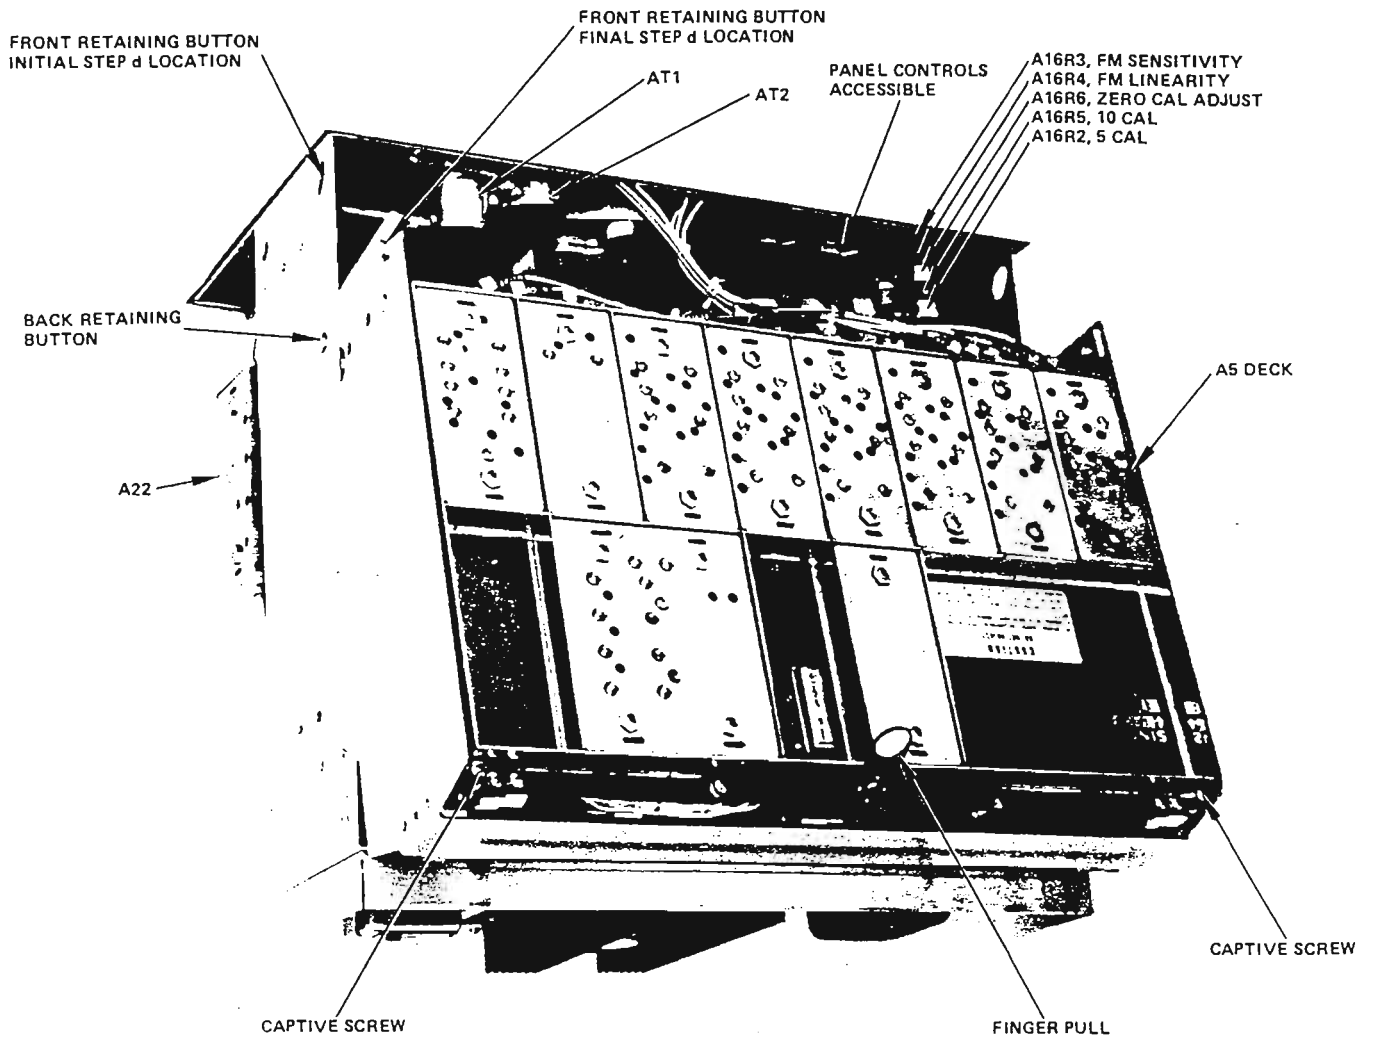 FRONT RETAINING BUTTON
FINAL STEP d LOCATION
FRONT RETAINING BUTTON
INITIAL STEP d LOCATION
AT1
AT2
PANEL CONTROLS
ACCESSIBLE
A16R3, FM SENSITIVITY
A16R4, FM LINEARITY
A16R6, ZERO CAL ADJUST
A16R5, 10 CAL
A16R2, 5 CAL
BACK RETAINING
BUTTON
A5 DECK
A22
CAPTIVE SCREW
CAPTIVE SCREW
FINGER PULL